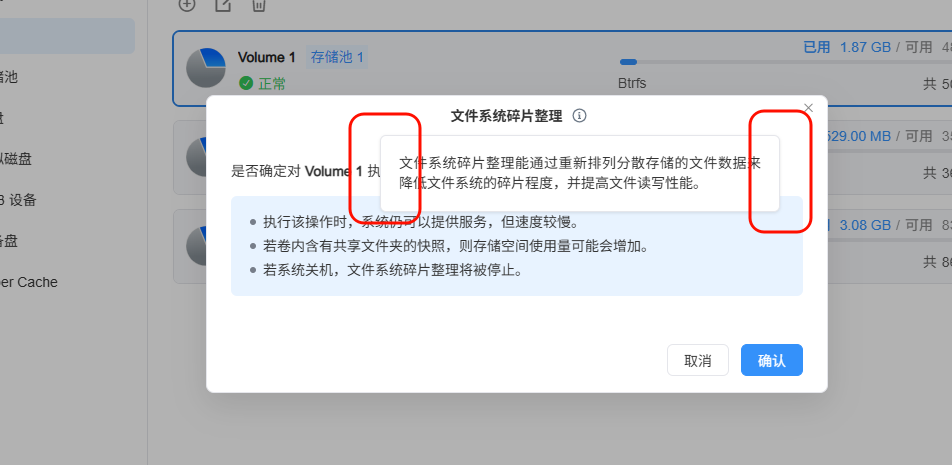 Volume 1 存储池 1
已用 1.87 GB / 可用
正常
Btrfs
共
储池
文件系统碎片整理
文件系统碎片整理能通过重新排列分散存储的文件数据来
降低文件系统的碎片程度，并提高文件读写性能。
是否确定对 Volume 1 执
执行该操作时，系统仍可以提供服务，但速度较慢。
若卷内含有共享文件夹的快照，则存储空间使用量可能会增加。
若系统关机，文件系统碎片整理将被停止。
取消
确认
529.00 MB / 可用
共
3.08 GB / 可用
共
磁盘
设备
盘
er Cache